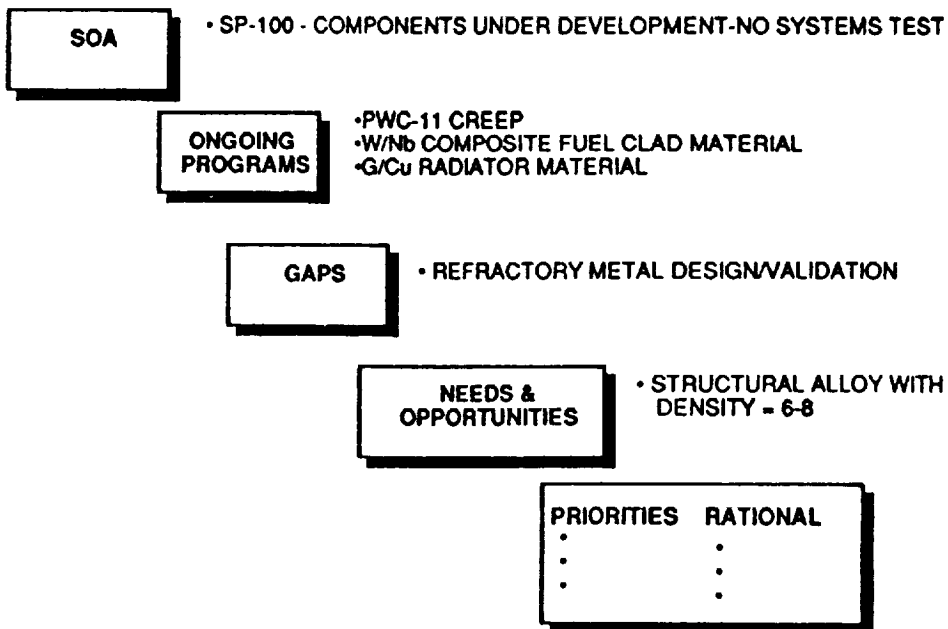 SOA
• SP-100 - COMPONENTS UNDER DEVELOPMENT-NO SYSTEMS TEST
ONGOING
PROGRAMS
•PWC-11 CREEP
•W/Nb COMPOSITE FUEL CLAD MATERIAL
•G/Cu RADIATOR MATERIAL
GAPS
• REFRACTORY METAL DESIGN/VALIDATION
NEEDS &
OPPORTUNITIES
• STRUCTURAL ALLOY WITH
DENSITY = 6-8
PRIORITIES RATIONAL
• •
• •
• •